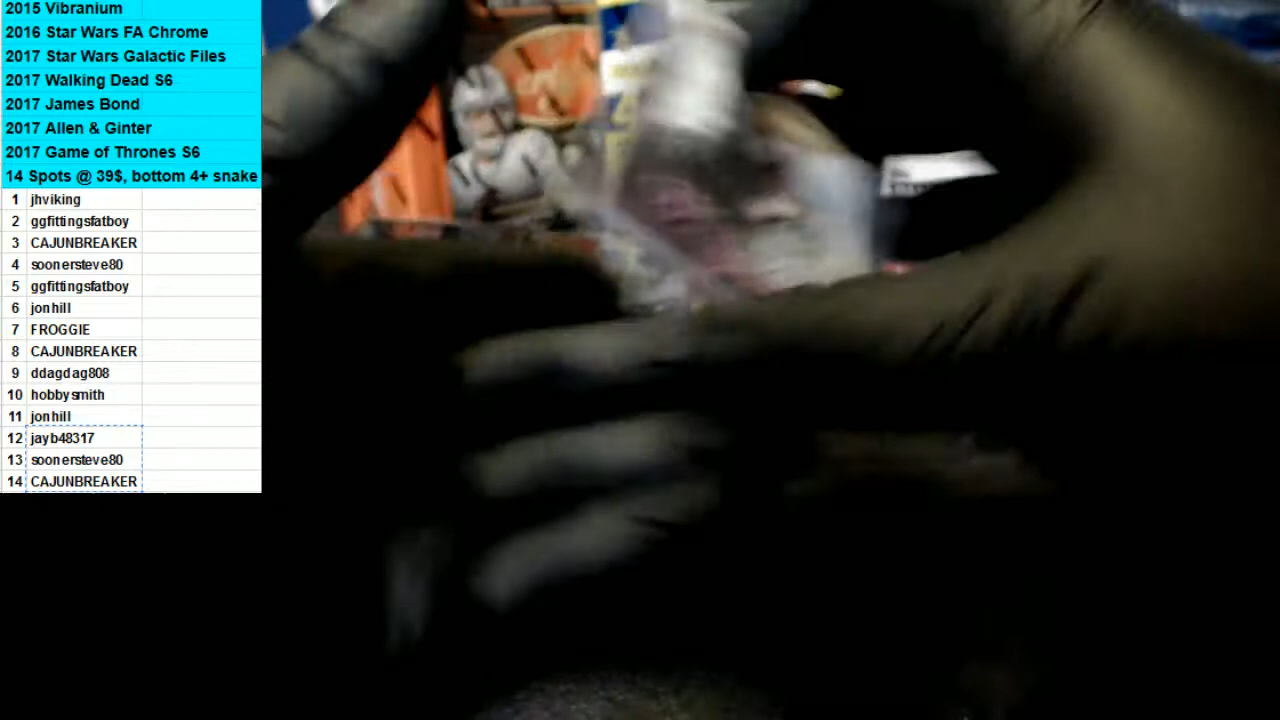 2015 Vibranium
2016 Star Wars FA Chrome
2017 Star Wars Galactic Files
2017 Walking Dead S6
2017 James Bond
2017 Allen & Ginter
2017 Game of Thrones S6
14 Spots @ 39$, bottom 4+ snake
1 jhviking
2 ggfittingsfatboy
3 CAJUNBREAKER
4 soonersteve80
5 ggfittingsfatboy
6 jonhill
7 FROGGIE
8 CAJUNBREAKER
9 ddagdag808
10 hobbysmith
11 jonhill
12 jayb48317
13 soonersteve80
14 CAJUNBREAKER